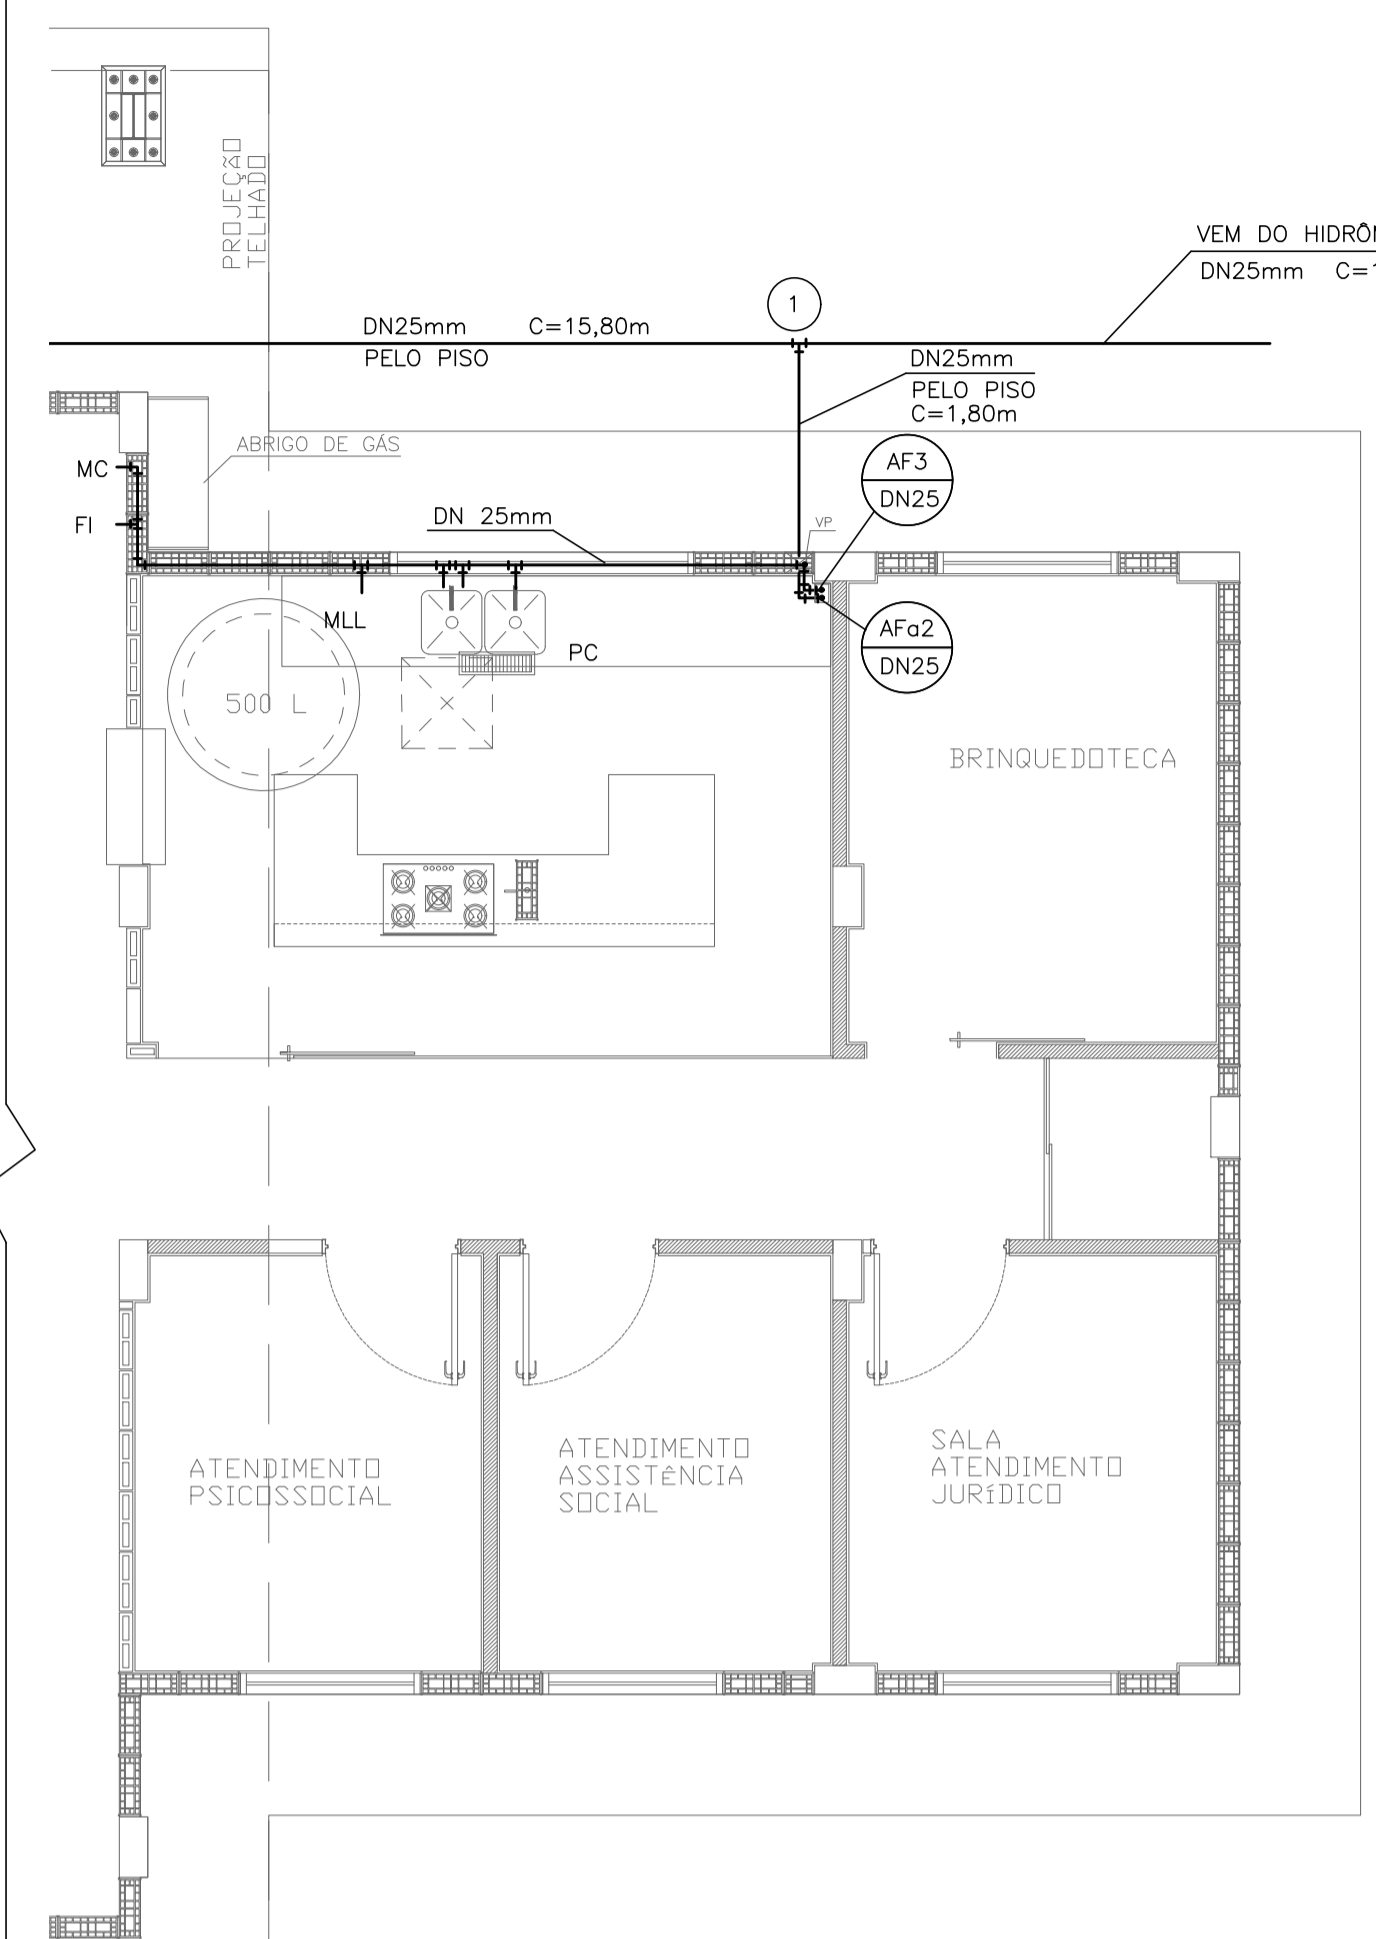 PROJEÇÃO
TELHADO
VEM DO HIDRÔ
DN25mm C=1
1
DN25mm C=15,80m
PELO PISO
DN25mm
PELO PISO
C=1,80m
ABRIGO DE GÁS
MC
AF3
DN25
FI
DN 25mm
VP
MLL
AFa2
DN25
PC
500 L
BRINQUEDOTECA
ATENDIMENTO
PSICOSSOCIAL
ATENDIMENTO
ASSISTÊNCIA
SOCIAL
SALA
ATENDIMENTO
JURÍDICO